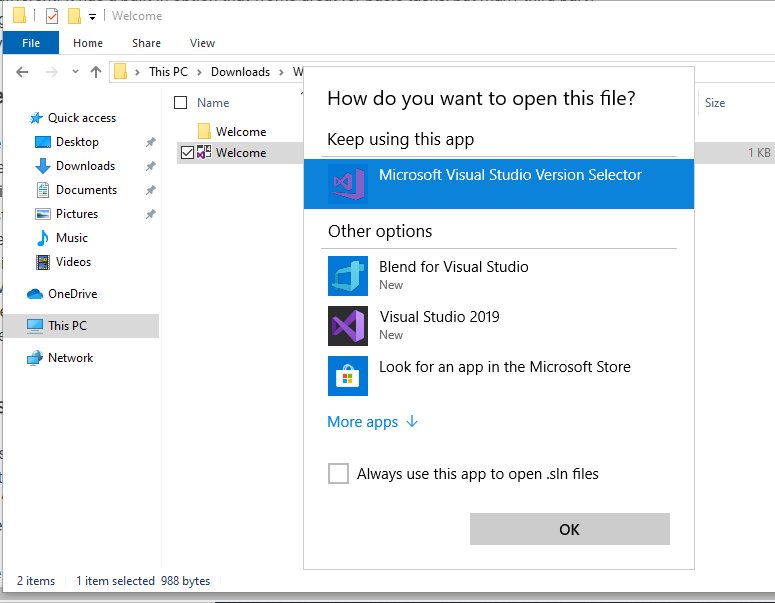 Welcome
File Home Share View
This PC Downloads W
Name Size
Quick access
Desktop
Downloads
Documents
Pictures
Music
Videos
OneDrive
This PC
Network
Welcome
Welcome 1 KB
How do you want to open this file?
Keep using this app
Microsoft Visual Studio Version Selector
Other options
Blend for Visual Studio
New
Visual Studio 2019
New
Look for an app in the Microsoft Store
More apps
Always use this app to open .sln files
OK
2 items 1 item selected 988 bytes